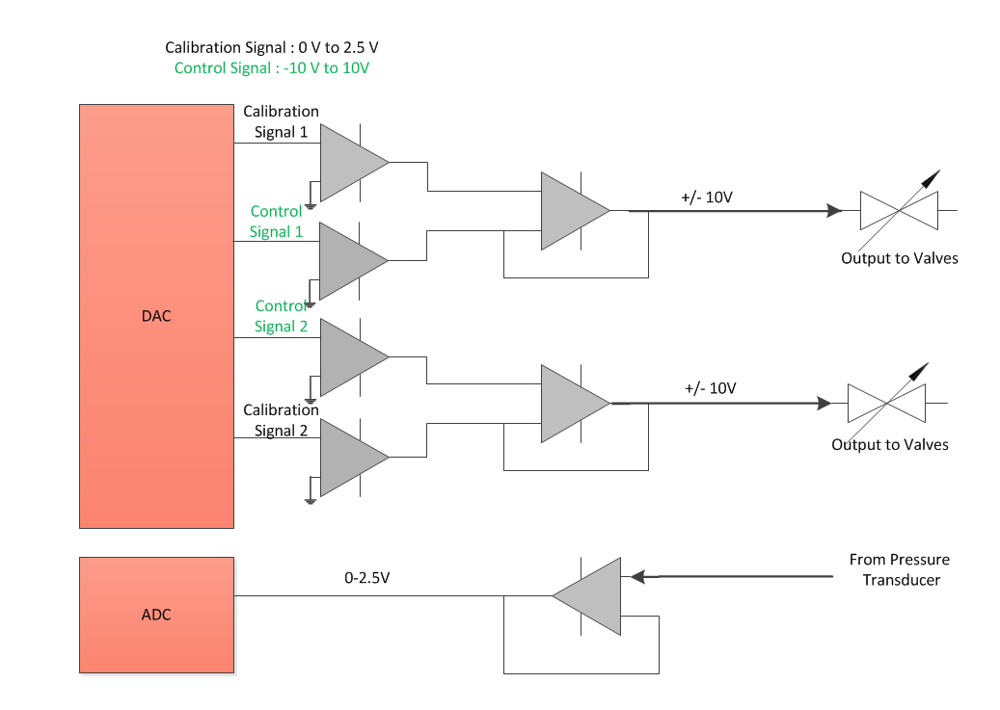 Calibration Signal : 0 V to 2.5 V
Control Signal : -10 V to 10V
Calibration
Signal 1
Control
Signal 1
DAC
Control
Signal 2
Calibration
Signal 2
+/- 10V
Output to Valves
+/- 10V
Output to Valves
ADC
0-2.5V
From Pressure
Transducer